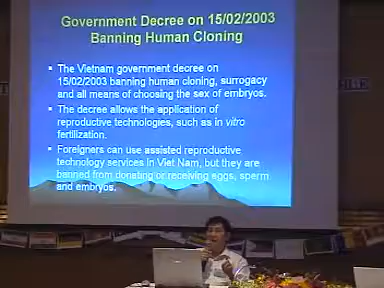 Government Decree on 15/02/2003
Banning Human Cloning
The Vietnam government decree on
15/02/2003 banning human cloning, surrogacy
and all means of choosing the sex of embryos.
The decree allows the application of
reproductive technologies, such as in vitro
fertilization.
Foreigners can use assisted reproductive
technology services in Viet Nam, but they are
banned from donating or receiving eggs, sperm
and embryos.